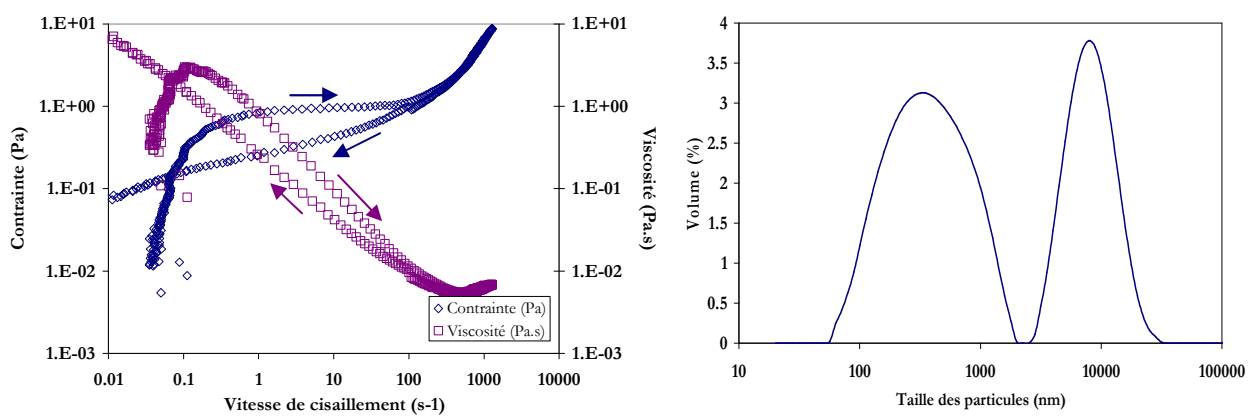 1.E+01
1.E+00
1.E-01
1.E-02
1.E-03
Contrainte (Pa)
0.01 0.1 1 10 100 1000 10000
Vitesse de cisaillement (s-1)
Contrainte (Pa)
Viscosité (Pa.s)
1.E+01
1.E+00
1.E-01
1.E-02
1.E-03
Viscosité (Pa.s)
4
3.5
3
2.5
2
1.5
1
0.5
0
Volume (%)
10 100 1000 10000 100000
Taille des particules (nm)